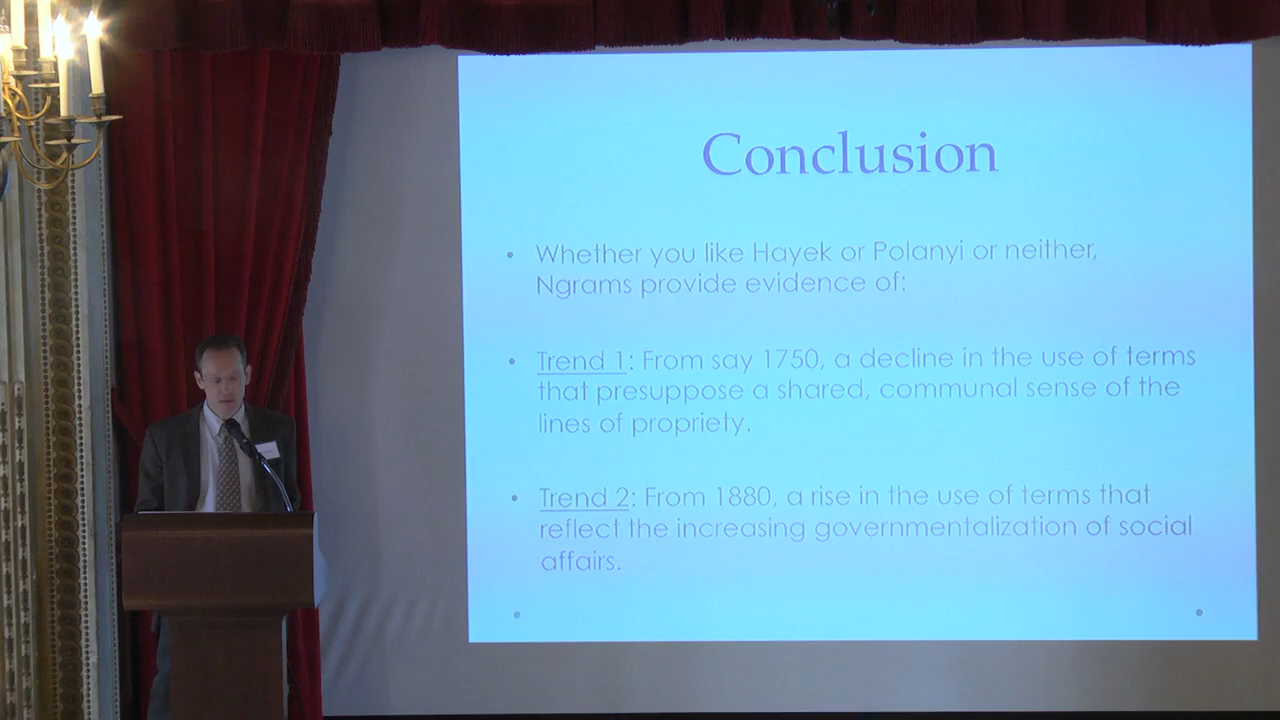 Conclusion
• Whether you like Hayek or Polanyi or neither,
Ngrams provide evidence of:
• Trend 1: From say 1750, a decline in the use of terms
that presuppose a shared, communal sense of the
lines of propriety.
• Trend 2: From 1880, a rise in the use of terms that
reflect the increasing governmentalization of social
affairs.